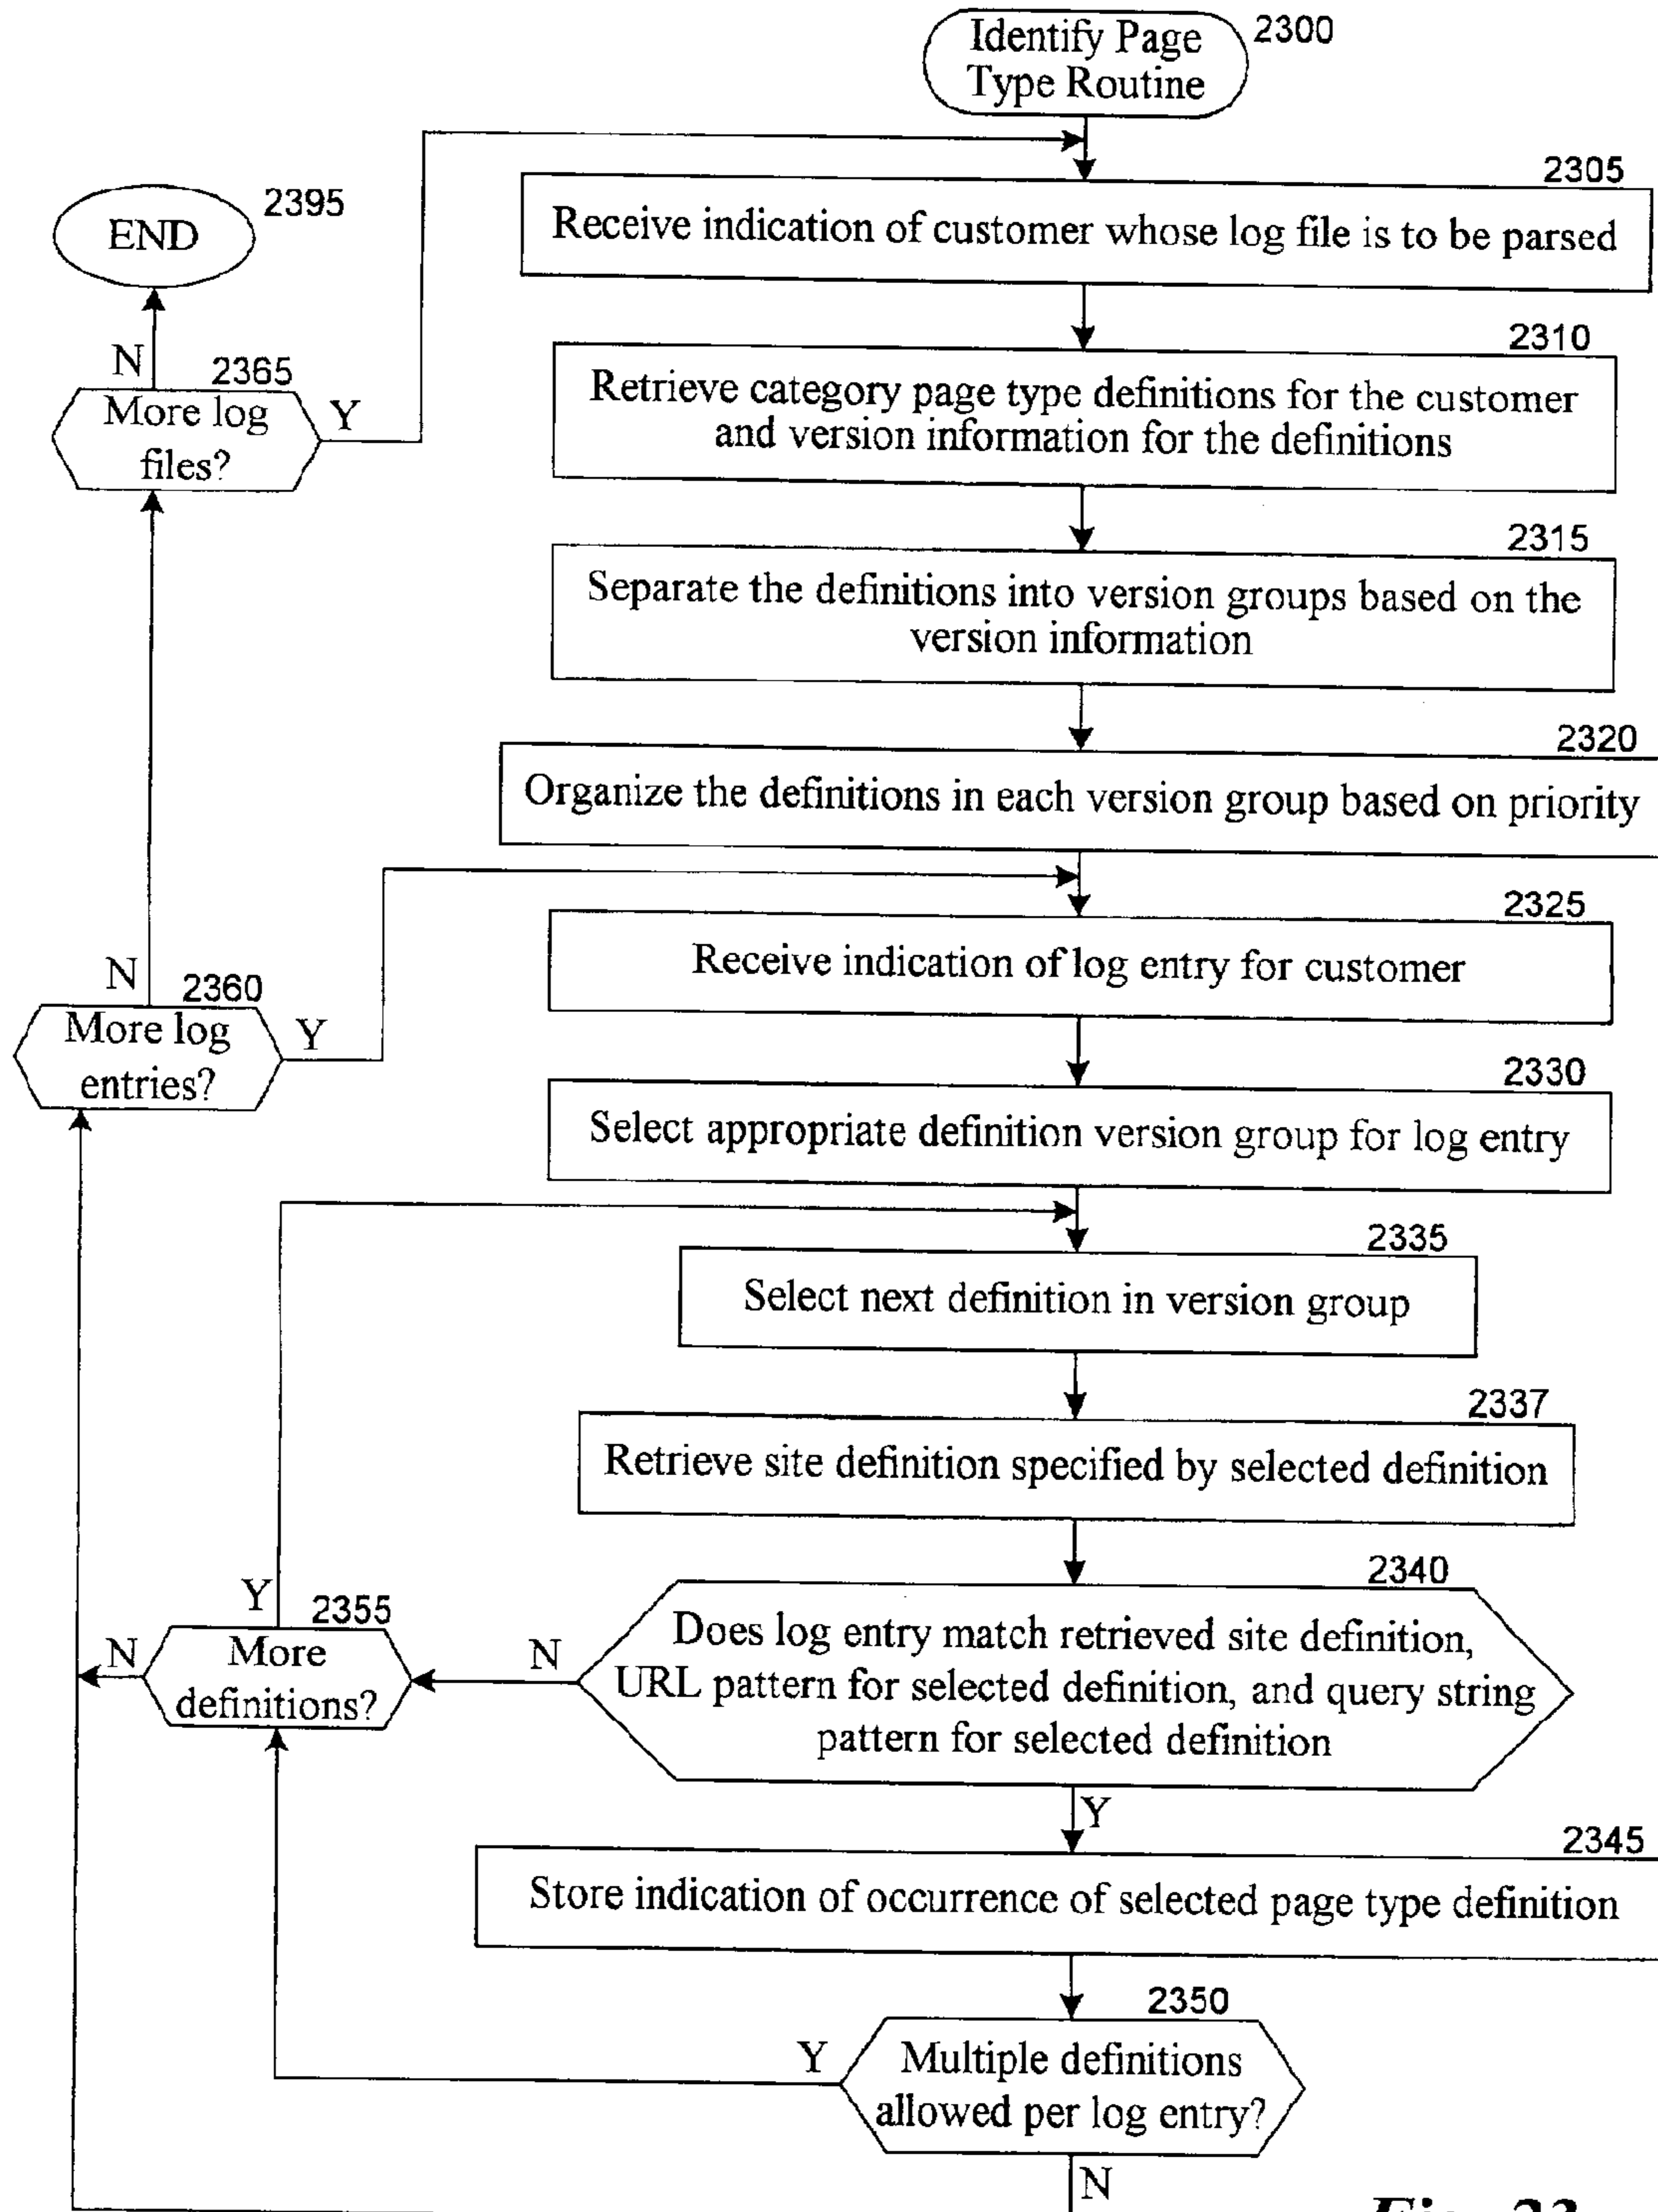 Identify Page
Type Routine
2300
2305
Receive indication of customer whose log file is to be parsed
END
2395
2310
Retrieve category page type definitions for the customer
and version information for the definitions
N
2365
More log
files?
Y
2315
Separate the definitions into version groups based on the
version information
2320
Organize the definitions in each version group based on priority
2325
Receive indication of log entry for customer
N
2360
More log
entries?
Y
2330
Select appropriate definition version group for log entry
2335
Select next definition in version group
2337
Retrieve site definition specified by selected definition
2340
Does log entry match retrieved site definition,
URL pattern for selected definition, and query string
pattern for selected definition
Y
2355
More
definitions?
N
N
Y
2345
Store indication of occurrence of selected page type definition
2350
Multiple definitions
allowed per log entry?
Y
N
Fig. 23